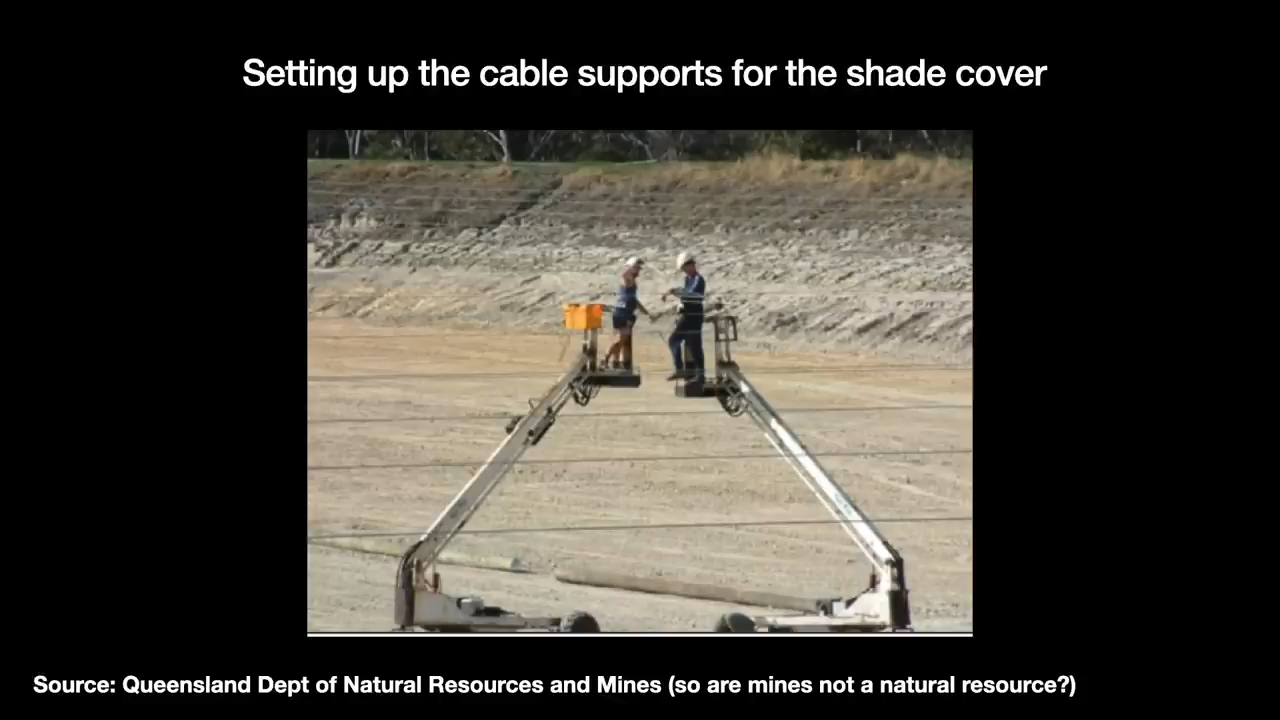 Setting up the cable supports for the shade cover
Source: Queensland Dept of Natural Resources and Mines (so are mines not a natural resource?)